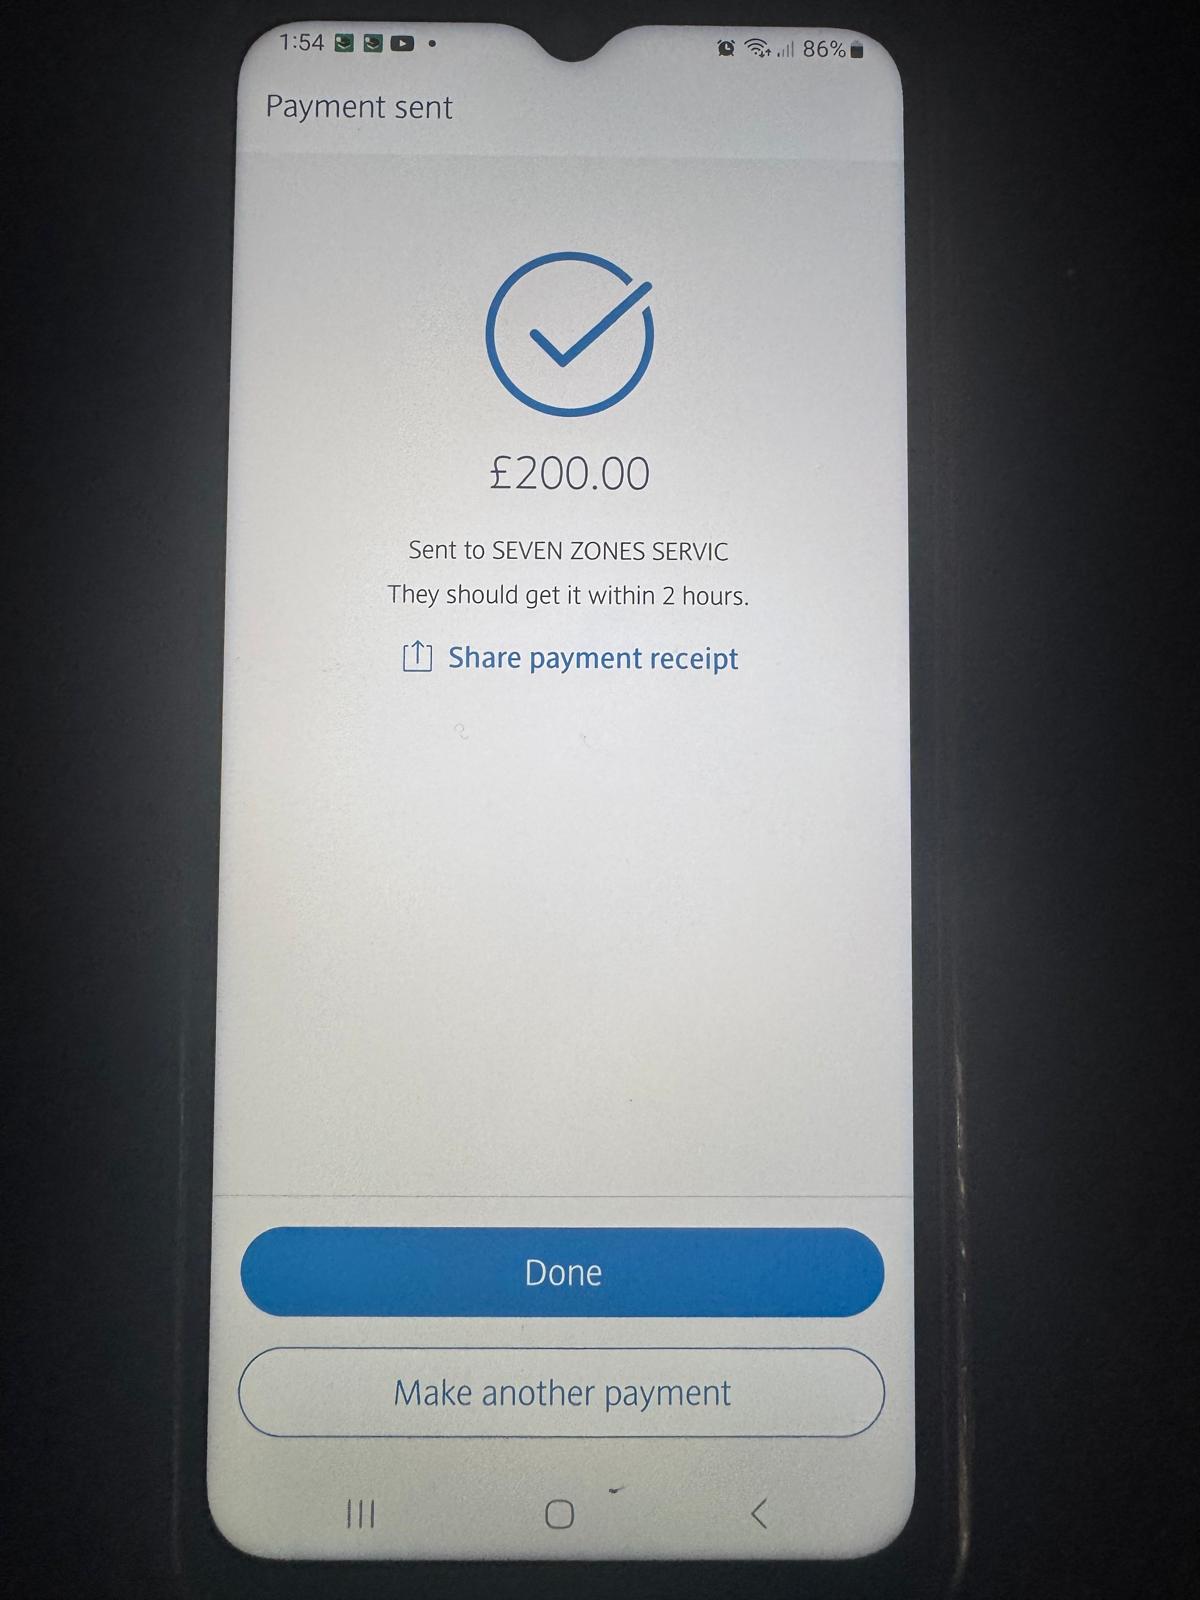 1:54
86%
Payment sent
£200.00
Sent to SEVEN ZONES SERVIC
They should get it within 2 hours.
Share payment receipt
Done
Make another payment